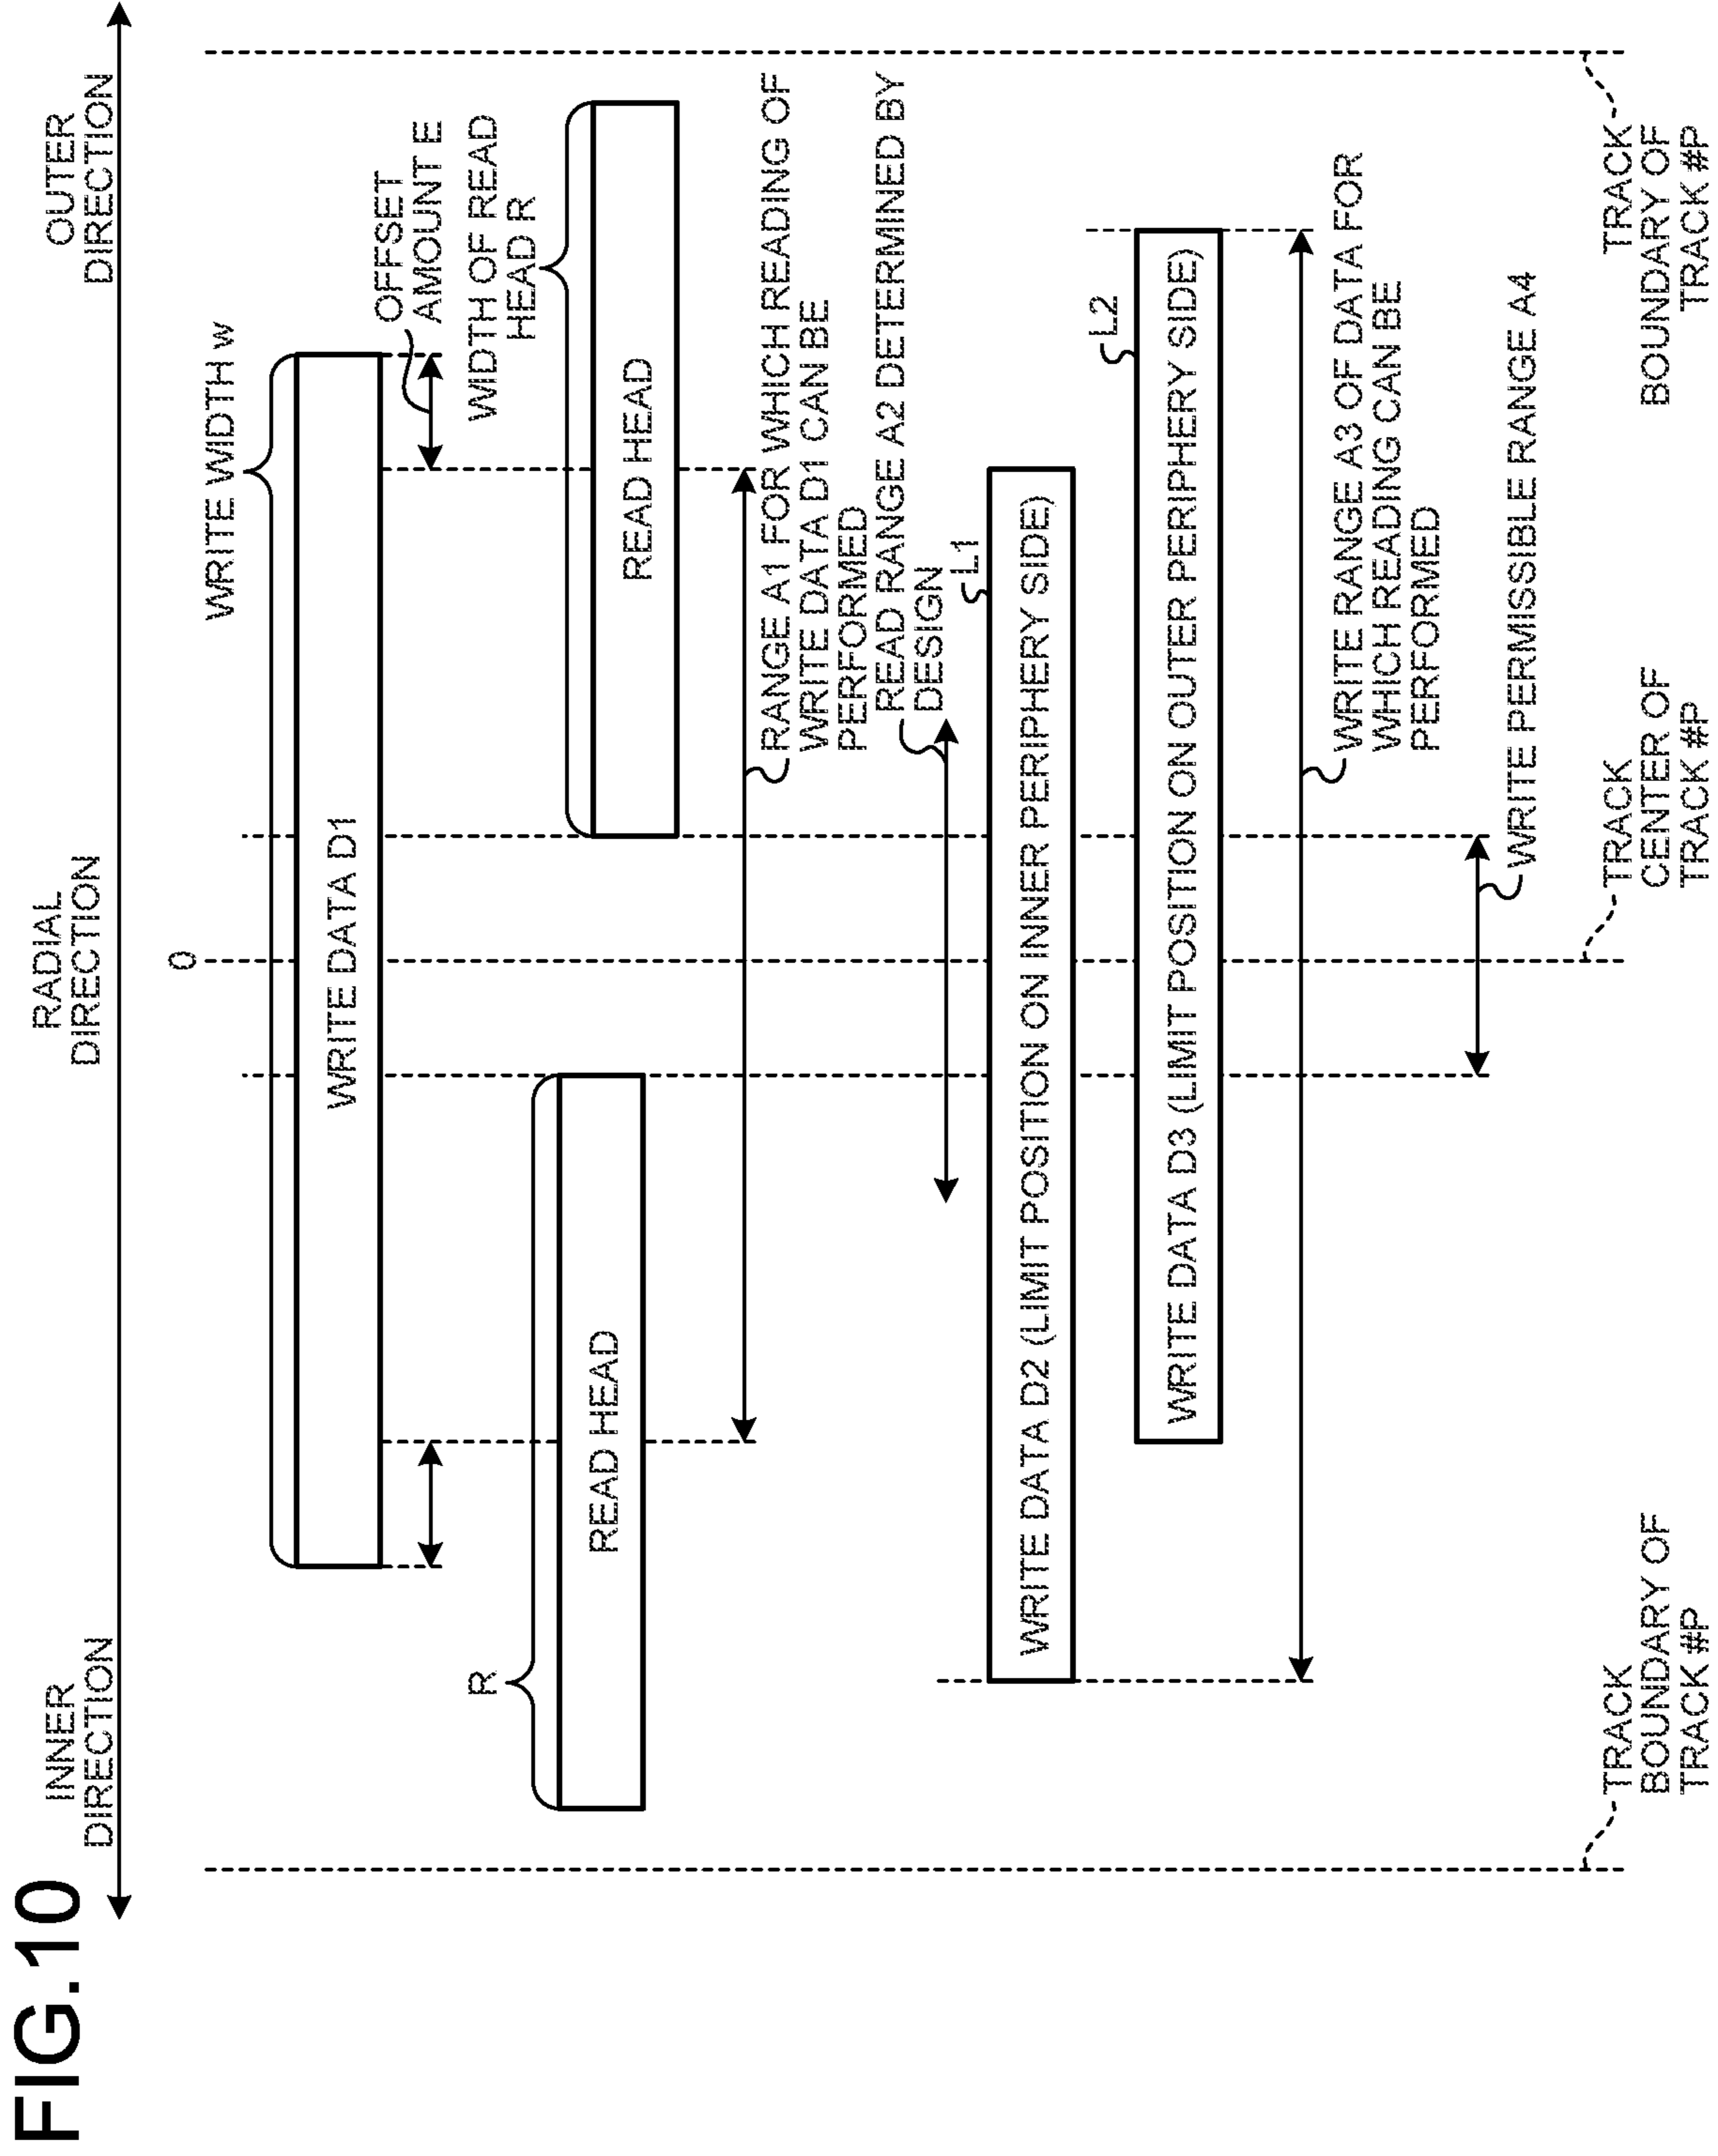 FIG.10
INNER
DIRECTION
RADIAL
DIRECTION
OUTER
DIRECTION
0
WRITE WIDTH w
WRITE DATA D1
OFFSET
AMOUNT E
WIDTH OF READ
HEAD R
R
READ HEAD
READ HEAD
RANGE A1 FOR WHICH READING OF
WRITE DATA D1 CAN BE
PERFORMED
READ RANGE A2 DETERMINED BY
DESIGN
L1
WRITE DATA D2 (LIMIT POSITION ON INNER PERIPHERY SIDE)
L2
WRITE DATA D3 (LIMIT POSITION ON OUTER PERIPHERY SIDE)
WRITE RANGE A3 OF DATA FOR
WHICH READING CAN BE
PERFORMED
WRITE PERMISSIBLE RANGE A4
TRACK
BOUNDARY OF
TRACK #P
TRACK
CENTER OF
TRACK #P
TRACK
BOUNDARY OF
TRACK #P